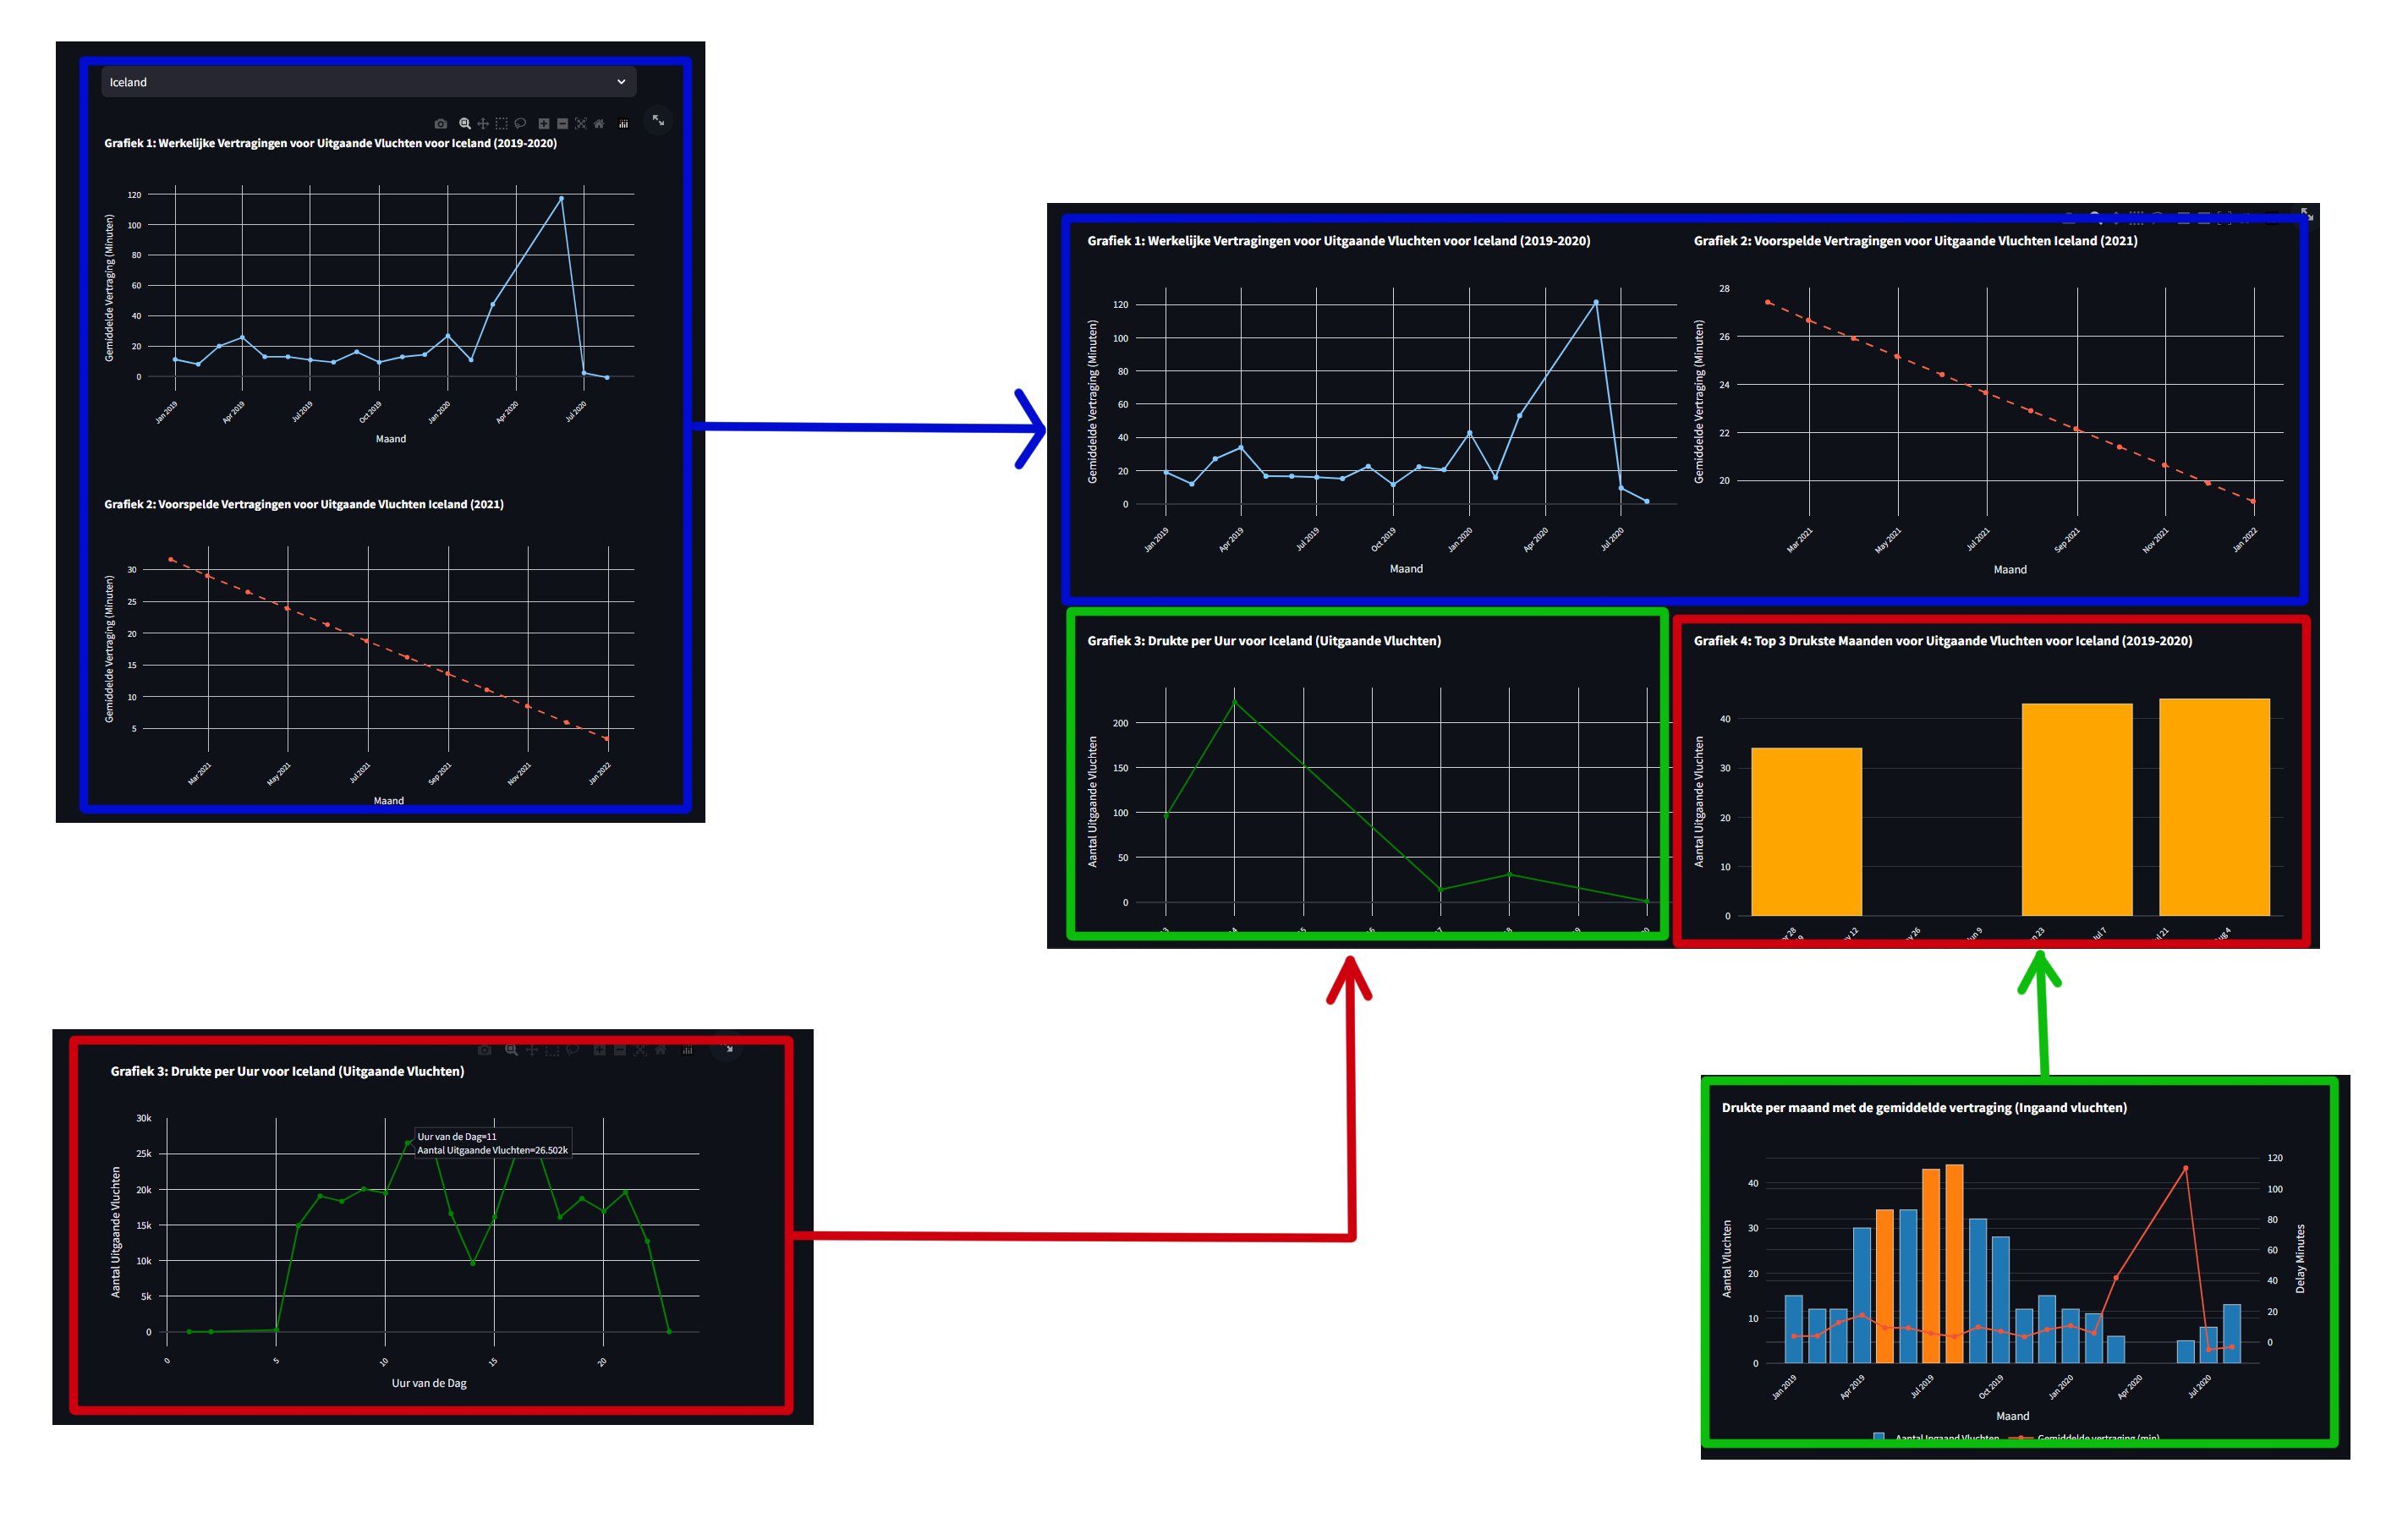 Iceland
Grafiek 1: Werkelijke Vertragingen voor Uitgaande Vluchten voor Iceland (2019-2020)
Gemiddelde Vertraging (Minuten)
120
100
80
60
40
20
0
Jan 2019
Apr 2019
Jul 2019
Oct 2019
Jan 2020
Apr 2020
Jul 2020
Maand
Grafiek 2: Voorspelde Vertragingen voor Uitgaande Vluchten Iceland (2021)
Gemiddelde Vertraging (Minuten)
30
25
20
15
10
5
Mar 2021
May 2021
Jul 2021
Sep 2021
Nov 2021
Jan 2022
Maand
Grafiek 1: Werkelijke Vertragingen voor Uitgaande Vluchten voor Iceland (2019-2020)
Gemiddelde Vertraging (Minuten)
120
100
80
60
40
20
0
Jan 2019
Apr 2019
Jul 2019
Oct 2019
Jan 2020
Apr 2020
Jul 2020
Maand
Grafiek 2: Voorspelde Vertragingen voor Uitgaande Vluchten Iceland (2021)
Gemiddelde Vertraging (Minuten)
28
26
24
22
20
Mar 2021
May 2021
Jul 2021
Sep 2021
Nov 2021
Jan 2022
Maand
Grafiek 3: Drukte per Uur voor Iceland (Uitgaande Vluchten)
Aantal Uitgaande Vluchten
200
150
100
50
0
Grafiek 4: Top 3 Drukste Maanden voor Uitgaande Vluchten voor Iceland (2019-2020)
Aantal Uitgaande Vluchten
40
30
20
10
0
Grafiek 3: Drukte per Uur voor Iceland (Uitgaande Vluchten)
Aantal Uitgaande Vluchten
30k
25k
20k
15k
10k
5k
0
Uur van de Dag=11
Aantal Uitgaande Vluchten=26.502k
0
5
10
15
20
Uur van de Dag
Drukte per maand met de gemiddelde vertraging (Ingaand vluchten)
Aantal Vluchten
40
30
20
10
0
120
100
80
60
40
20
0
Delay Minutes
Jan 2019
Apr 2019
Jul 2019
Oct 2019
Jan 2020
Apr 2020
Jul 2020
Maand
Aantal Ingaand Vluchten
Gemiddelde vertraging (min)